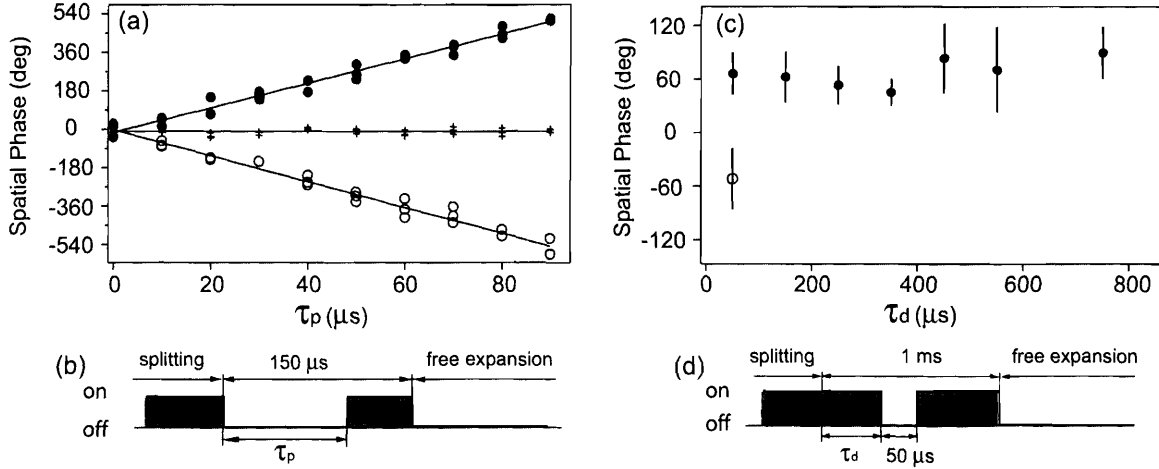 (a)
540
360
180
0
-180
-360
-540
Spatial Phase (deg)
0 20 40 60 80
τp (μs)
(c)
120
60
0
-60
-120
Spatial Phase (deg)
0 200 400 600 800
τd (μs)
(b)
splitting 150 μs free expansion
on
off
τp
(d)
splitting 1 ms free expansion
on
off
τd 50 μs